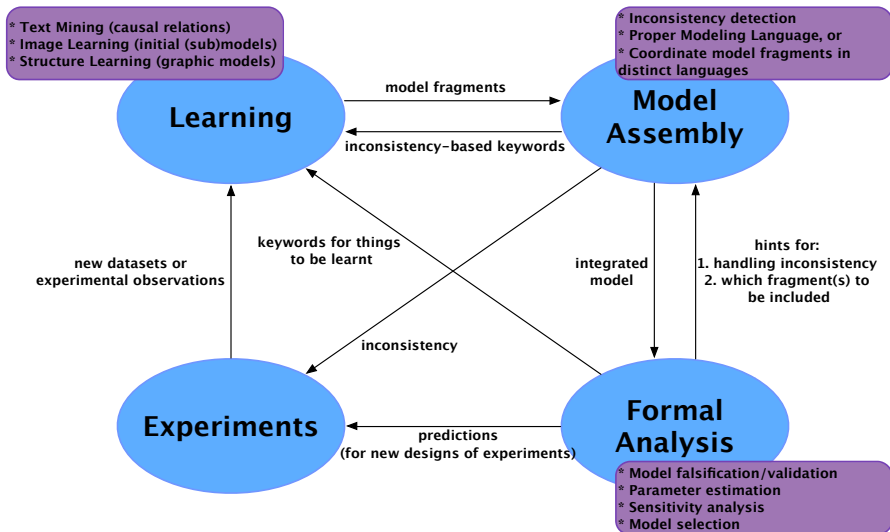 * Text Mining (causal relations)
* Image Learning (initial (sub)models)
* Structure Learning (graphic models)
* Inconsistency detection
* Proper Modeling Language, or
* Coordinate model fragments in
distinct languages
Learning
model fragments
Model
Assembly
inconsistency-based keywords
keywords for things
to be learnt
new datasets or
experimental observations
integrated
model
hints for:
1. handling inconsistency
2. which fragment(s) to
be included
inconsistency
Experiments
predictions
(for new designs of experiments)
Formal
Analysis
* Model falsification/validation
* Parameter estimation
* Sensitivity analysis
* Model selection